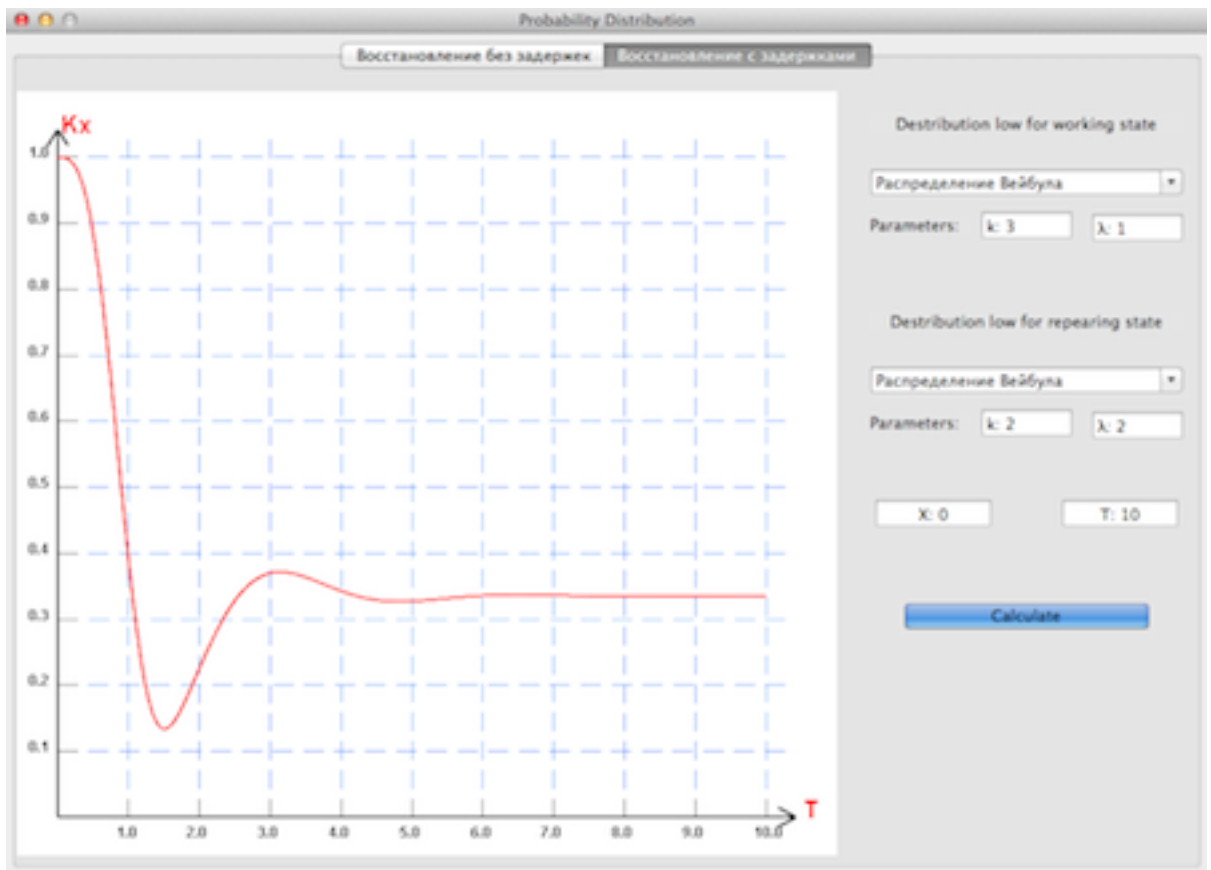 Probability Distribution
Восстановление без задержек
Восстановление с задержками
Kx
1.0
0.9
0.8
0.7
0.6
0.5
0.4
0.3
0.2
0.1
1.0 2.0 3.0 4.0 5.0 6.0 7.0 8.0 9.0 10.0
T
Destribution low for working state
Распределение Вейбула
Parameters: k: 3 λ: 1
Destribution low for repearing state
Распределение Вейбула
Parameters: k: 2 λ: 2
X: 0 T: 10
Calculate